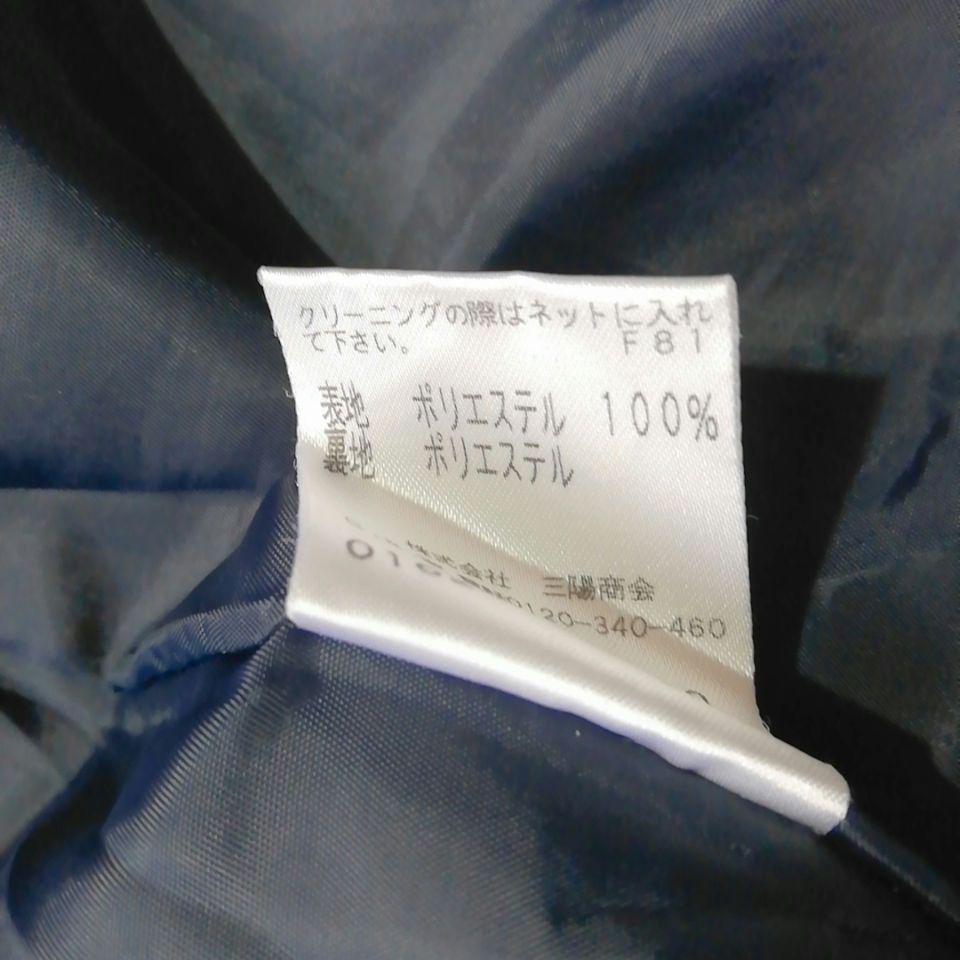 クリーニングの際はネットに入れ
て下さい。 F81
表地 ポリエステル 100%
裏地 ポリエステル
株式会社 三陽商会
0120-340-460